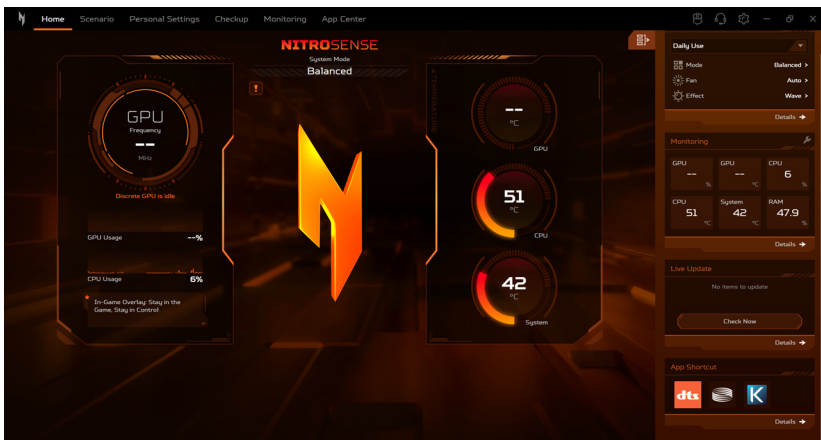 Home Scenario Personal Settings Checkup Monitoring App Center
NITROSENSE
System Mode
Balanced
GPU
Frequency
--
MHz
Discrete GPU is idle
GPU Usage --%
CPU Usage 6%
In-Game Overlay: Stay in the
Game, Stay in Control!
TEMPERATURE
--
°C
GPU
51
°C
CPU
42
°C
System
Daily Use
Mode Balanced >
Fan Auto >
Effect Wave >
Details →
Monitoring
GPU GPU CPU
-- -- 6
% °C %
CPU System RAM
51 42 47.9
°C °C %
Details →
Live Update
No items to update
Check Now
Details →
App Shortcut
dts K
Details →